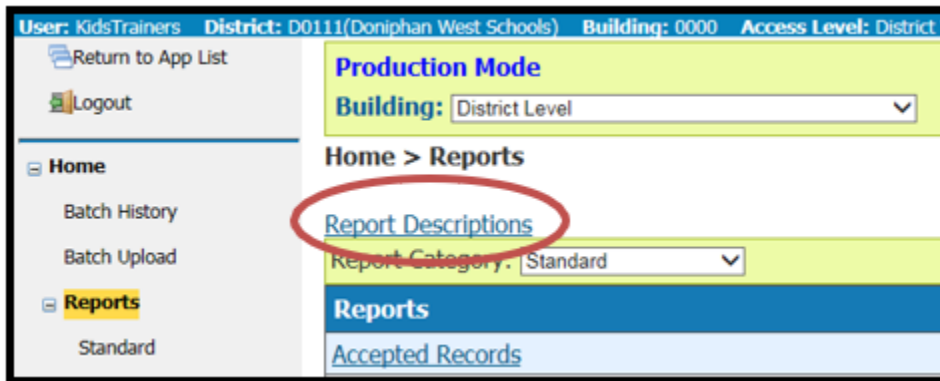 User: KidsTrainers District: D0111(Doniphan West Schools) Building: 0000 Access Level: District
Return to App List
Logout
Home
Batch History
Batch Upload
Reports
Standard
Production Mode
Building: District Level
Home > Reports
Report Descriptions
Report Category: Standard
Reports
Accepted Records